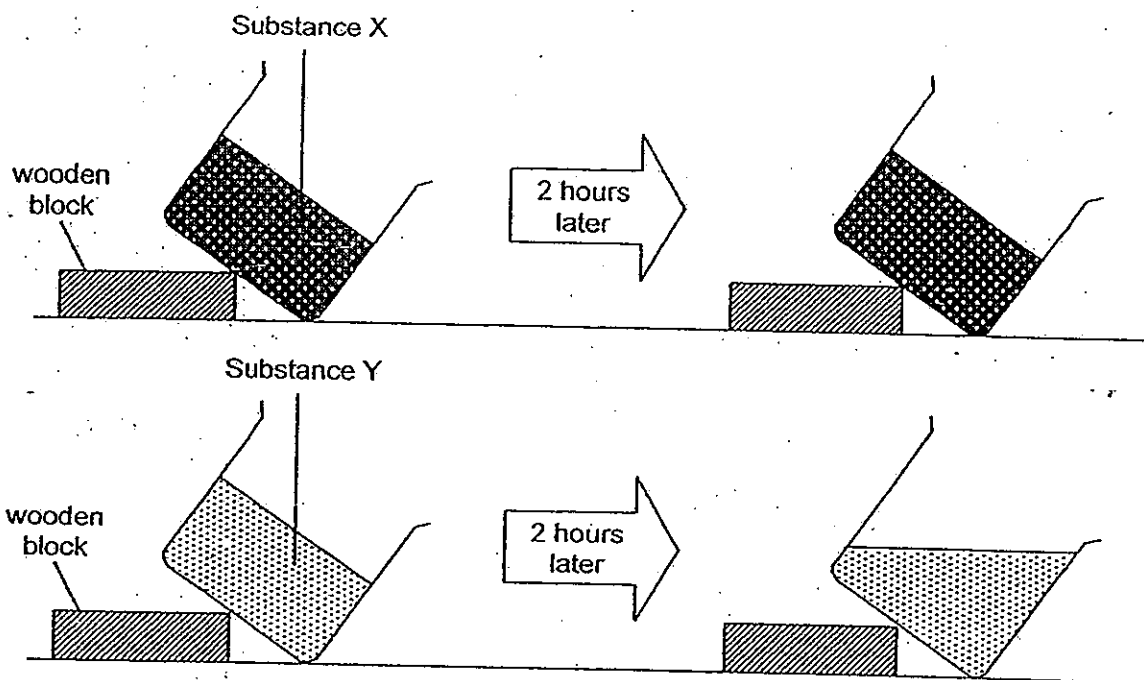 Substance X
wooden
block
2 hours
later
Substance Y
wooden
block
2 hours
later